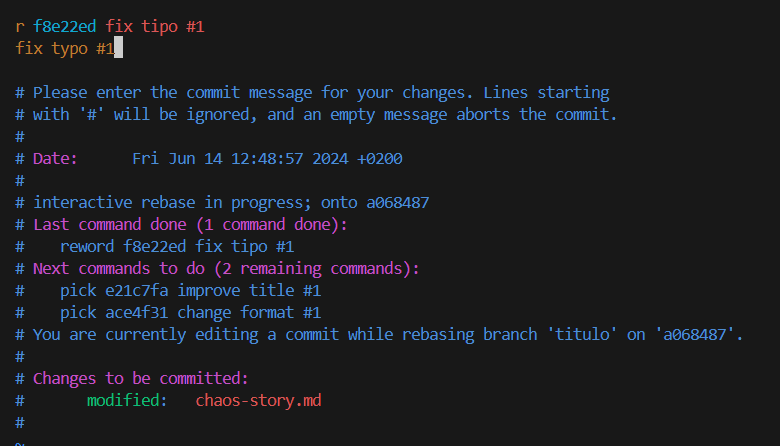 r f8e22ed fix tipo #1
fix typo #1
# Please enter the commit message for your changes. Lines starting
# with '#' will be ignored, and an empty message aborts the commit.
#
# Date:      Fri Jun 14 12:48:57 2024 +0200
#
# interactive rebase in progress; onto a068487
# Last command done (1 command done):
#    reword f8e22ed fix tipo #1
# Next commands to do (2 remaining commands):
#    pick e21c7fa improve title #1
#    pick ace4f31 change format #1
# You are currently editing a commit while rebasing branch 'titulo' on 'a068487'.
#
# Changes to be committed:
#       modified:   chaos-story.md
#